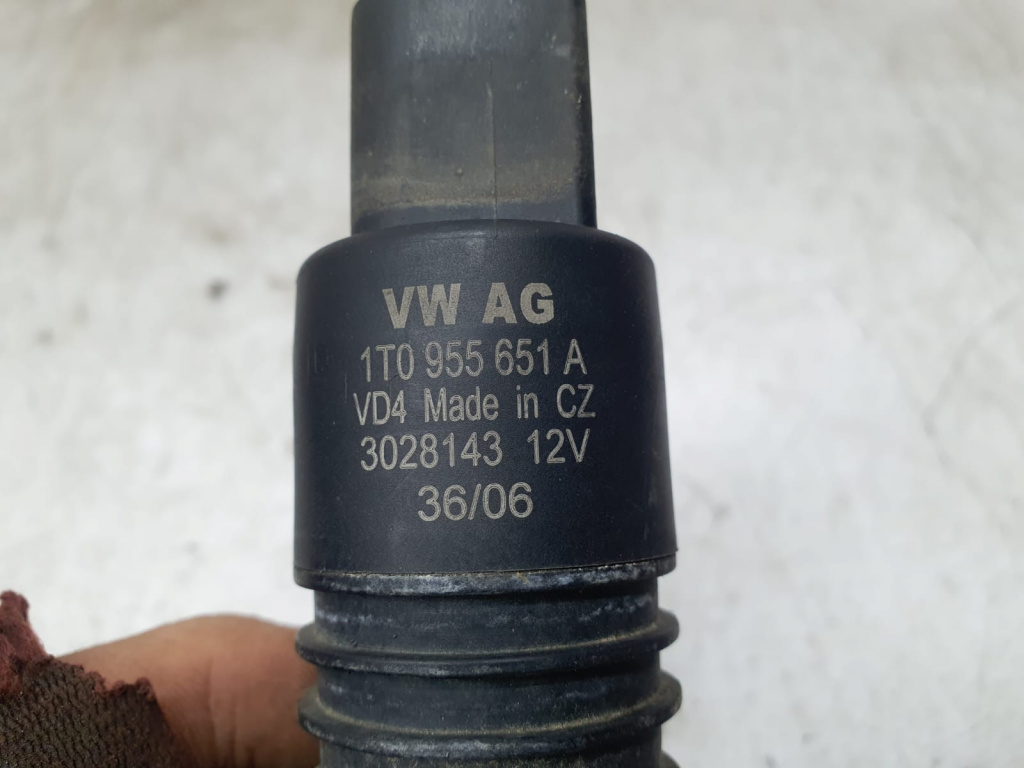 VW AG
1T0 955 651 A
VD4 Made in CZ
3028143 12V
36/06